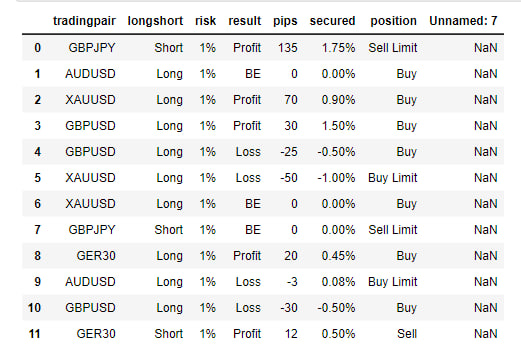 tradingpair longshort risk result pips secured position Unnamed: 7
0 GBPJPY Short 1% Profit 135 1.75% Sell Limit NaN
1 AUDUSD Long 1% BE 0 0.00% Buy NaN
2 XAUUSD Long 1% Profit 70 0.90% Buy NaN
3 GBPUSD Long 1% Profit 30 1.50% Buy NaN
4 GBPUSD Long 1% Loss -25 -0.50% Buy NaN
5 XAUUSD Long 1% Loss -50 -1.00% Buy Limit NaN
6 XAUUSD Long 1% BE 0 0.00% Buy NaN
7 GBPJPY Short 1% BE 0 0.00% Sell Limit NaN
8 GER30 Long 1% Profit 20 0.45% Buy NaN
9 AUDUSD Long 1% Loss -3 0.08% Buy Limit NaN
10 GBPUSD Long 1% Loss -30 -0.50% Buy NaN
11 GER30 Short 1% Profit 12 0.50% Sell NaN